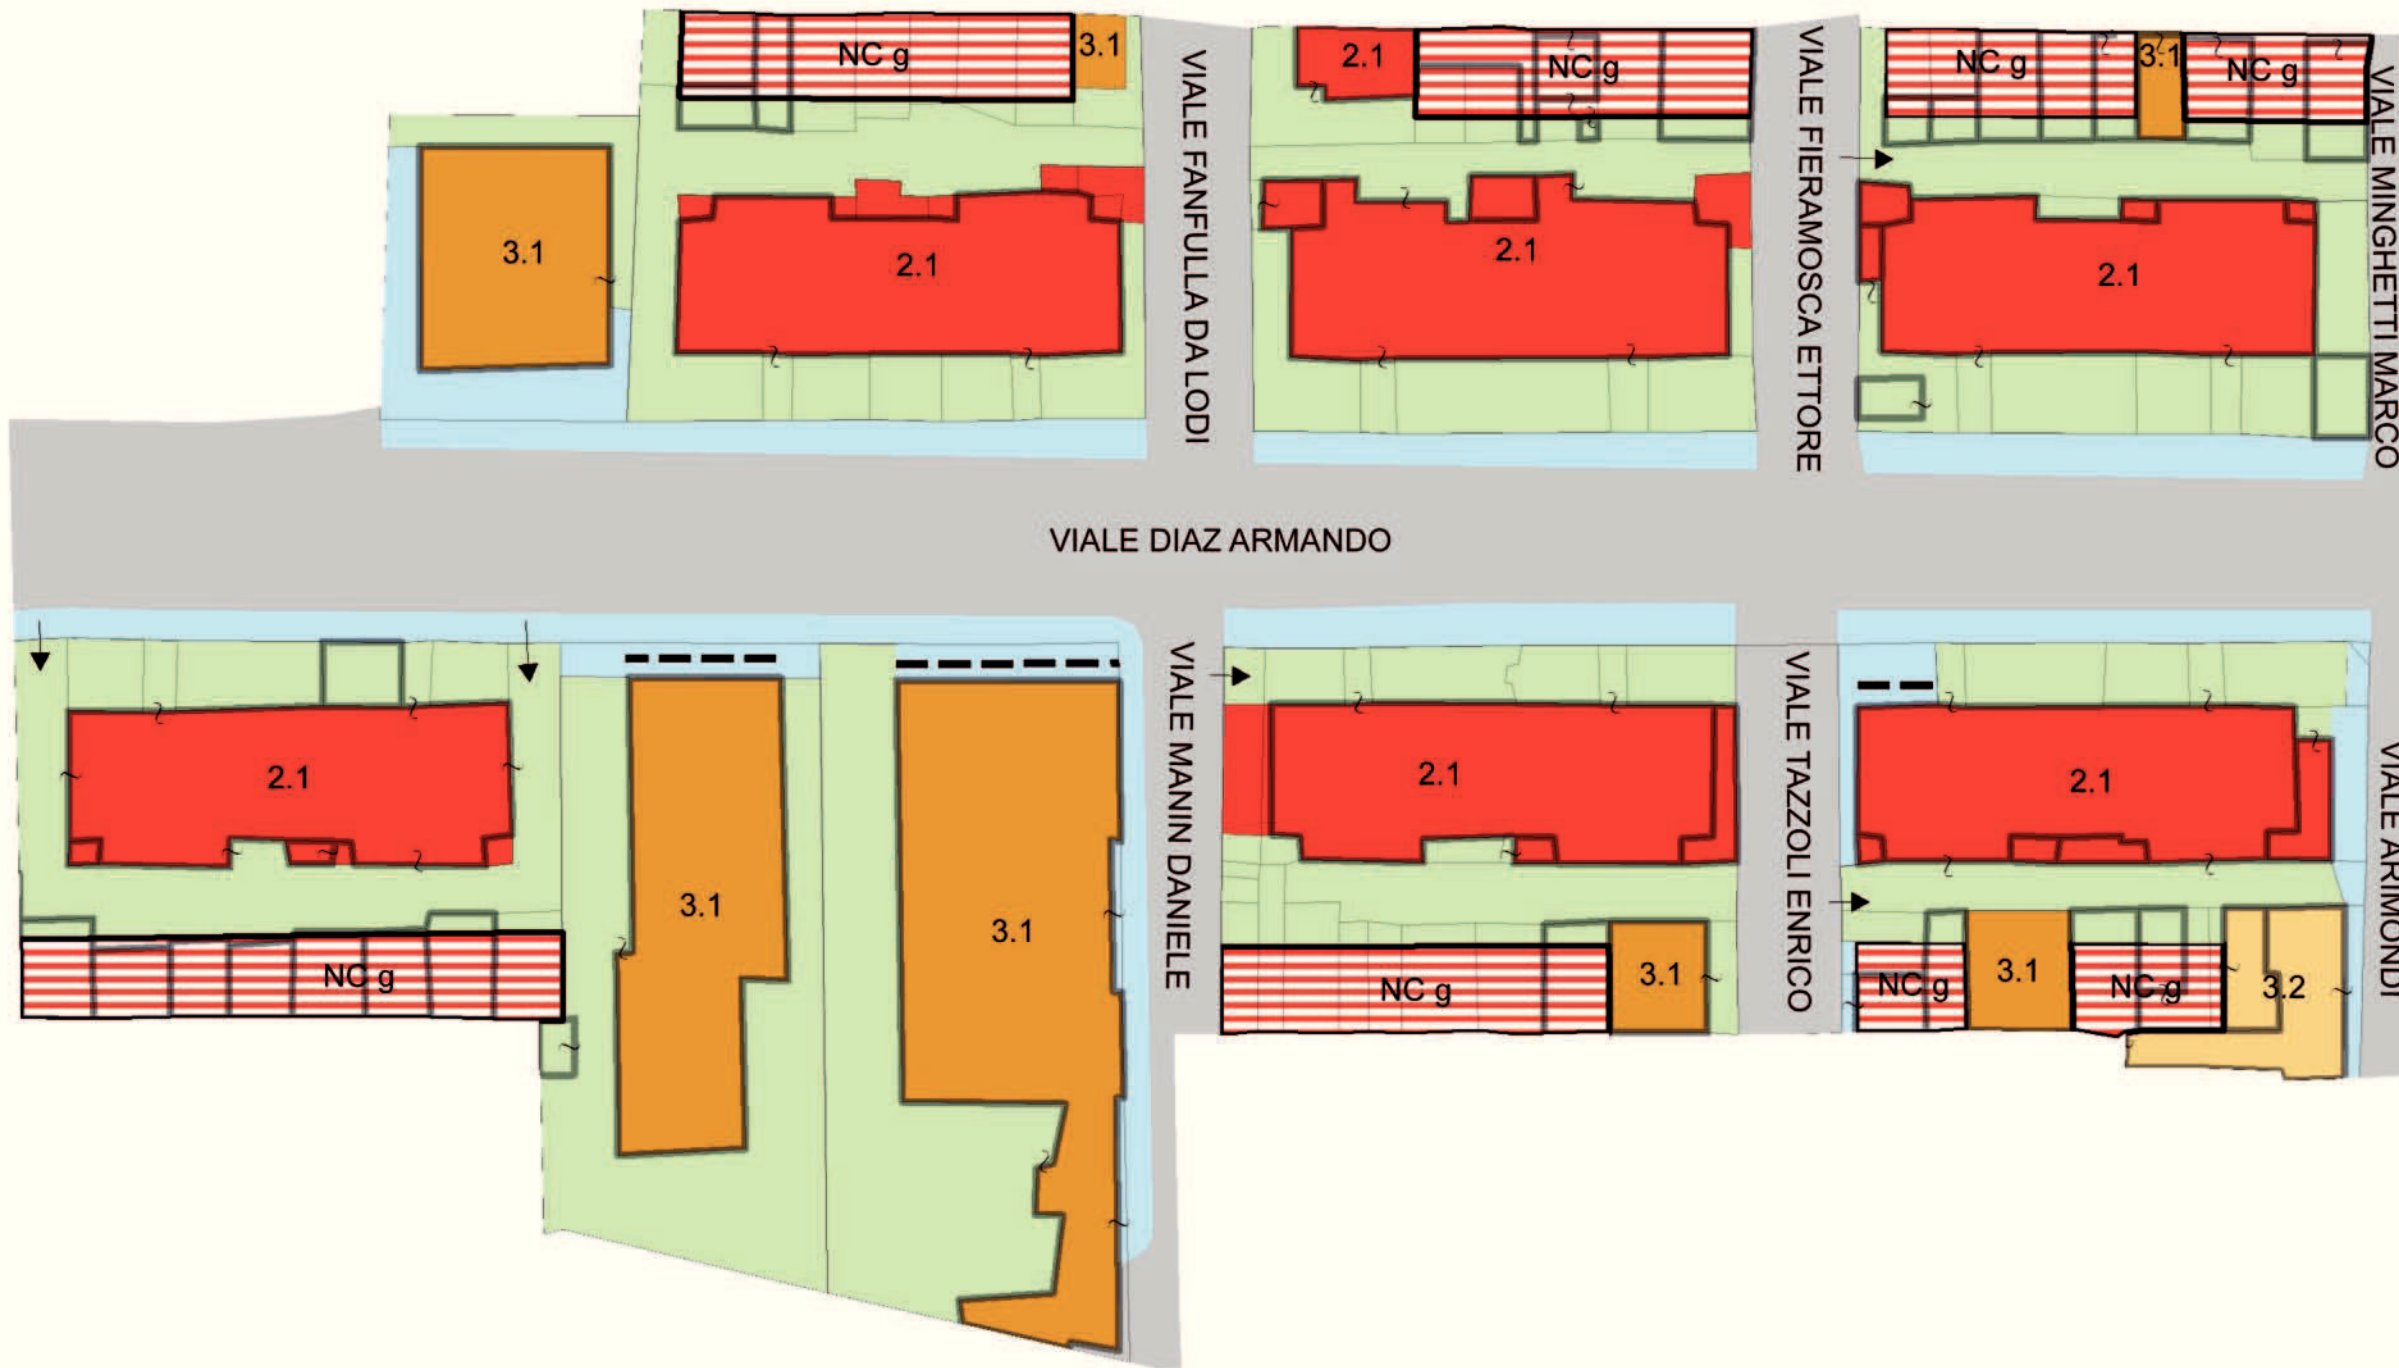 NC g
3.1
2.1
NC g
NC g
3.1
NC g
3.1
2.1
2.1
2.1
VIALE FANFULLA DA LODI
VIALE FIERAMOSCA ETTORE
VIALE MINGHETTI MARCO
VIALE DIAZ ARMANDO
VIALE MANIN DANIELE
VIALE TAZZOLI ENRICO
VIALE ARIMONDI
2.1
2.1
2.1
3.1
3.1
NC g
NC g
3.1
NC g
3.1
NC g
3.2